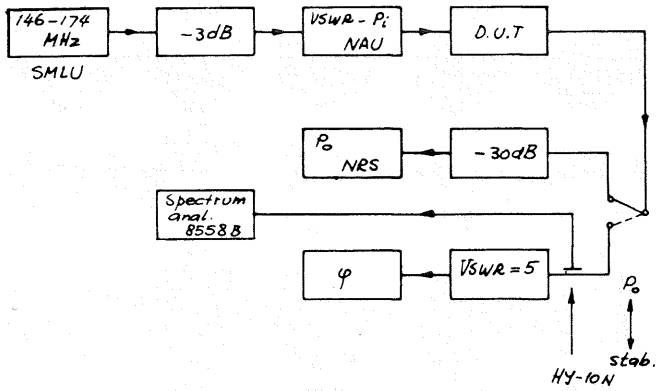 146-174
MHz
SMLU
-3dB
VSWR-Pi
NAU
D.U.T
Po
NRS
-30dB
Spectrum
anal.
8558B
φ
VSWR=5
Po
stab.
HY-10N